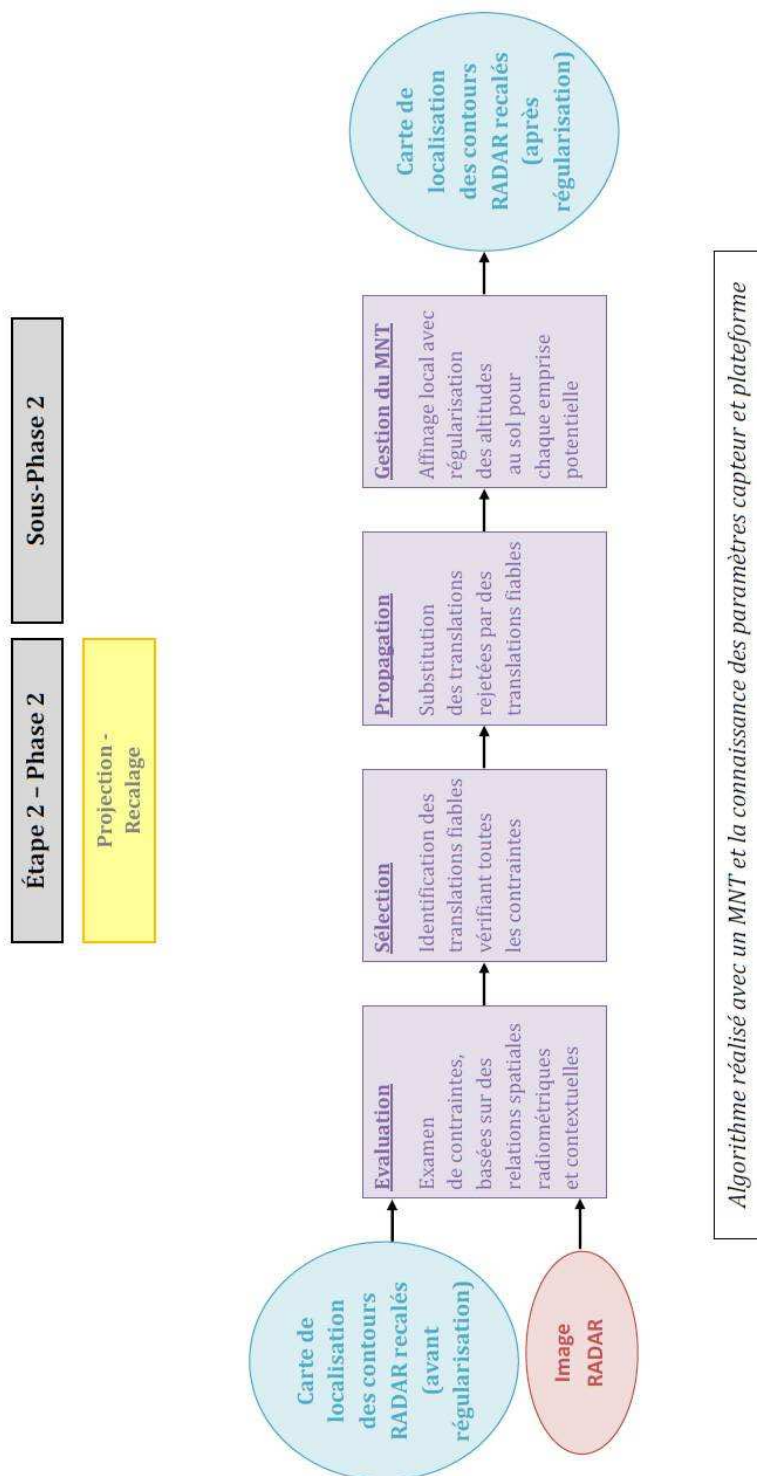 Étape 2 – Phase 2
Sous-Phase 2
Projection -
Recalage
Carte de
localisation
des contours
RADAR recalés
(avant
régularisation)
Image
RADAR
Evaluation
Examen
de contraintes,
basées sur des
relations spatiales
radiométriques
et contextuelles
Sélection
Identification des
translations fiables
vérifiant toutes
les contraintes
Propagation
Substitution
des translations
rejetées par des
translations fiables
Gestion du MNT
Affinage local avec
régularisation
des altitudes
au sol pour
chaque emprise
potentielle
Carte de
localisation
des contours
RADAR recalés
(après
régularisation)
Algorithme réalisé avec un MNT et la connaissance des paramètres capteur et plateforme